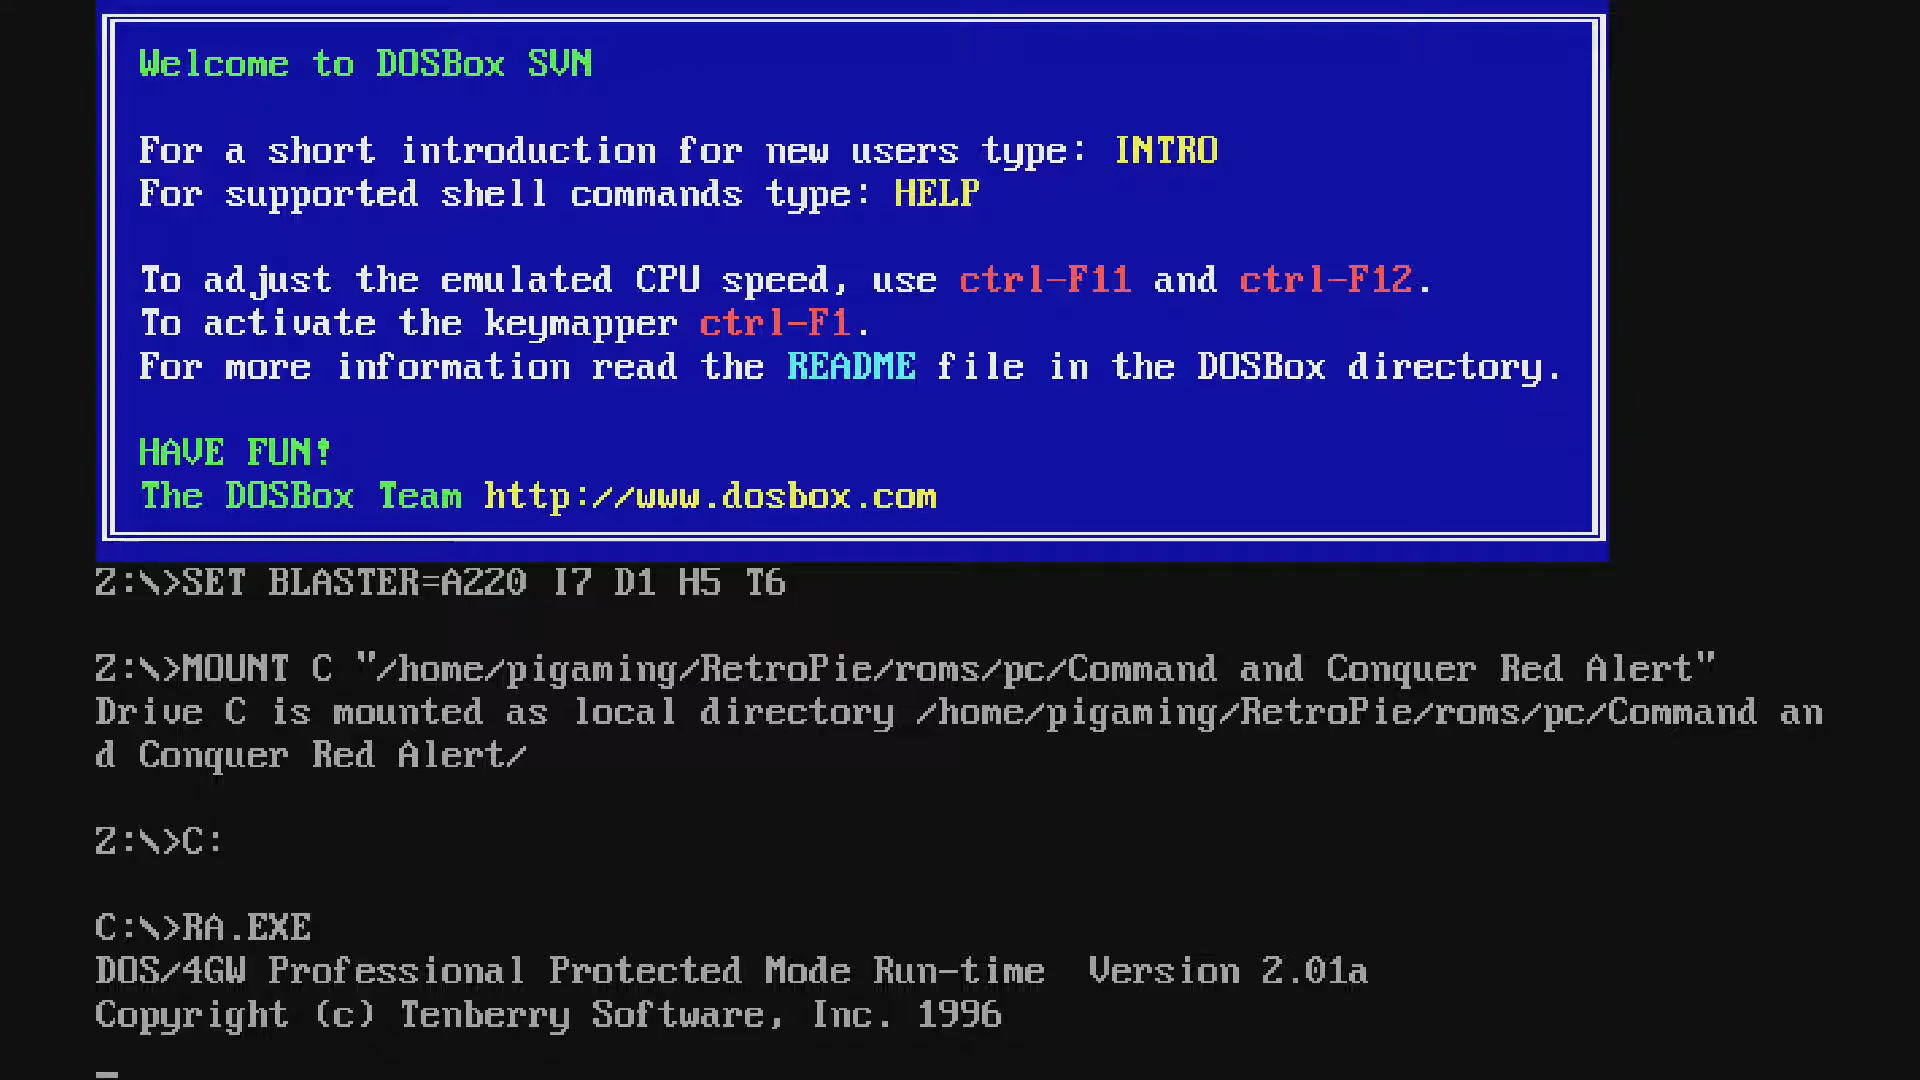 Welcome to DOSBox SVN
For a short introduction for new users type: INTRO
For supported shell commands type: HELP
To adjust the emulated CPU speed, use ctrl-F11 and ctrl-F12.
To activate the keymapper ctrl-F1.
For more information read the README file in the DOSBox directory.
HAVE FUN!
The DOSBox Team http://www.dosbox.com
Z:\>SET BLASTER=A220 I7 D1 H5 T6
Z:\>MOUNT C "/home/pigaming/RetroPie/roms/pc/Command and Conquer Red Alert"
Drive C is mounted as local directory /home/pigaming/RetroPie/roms/pc/Command an
d Conquer Red Alert/
Z:\>C:
C:\>RA.EXE
DOS/4GW Professional Protected Mode Run-time  Version 2.01a
Copyright (c) Tenberry Software, Inc. 1996
_